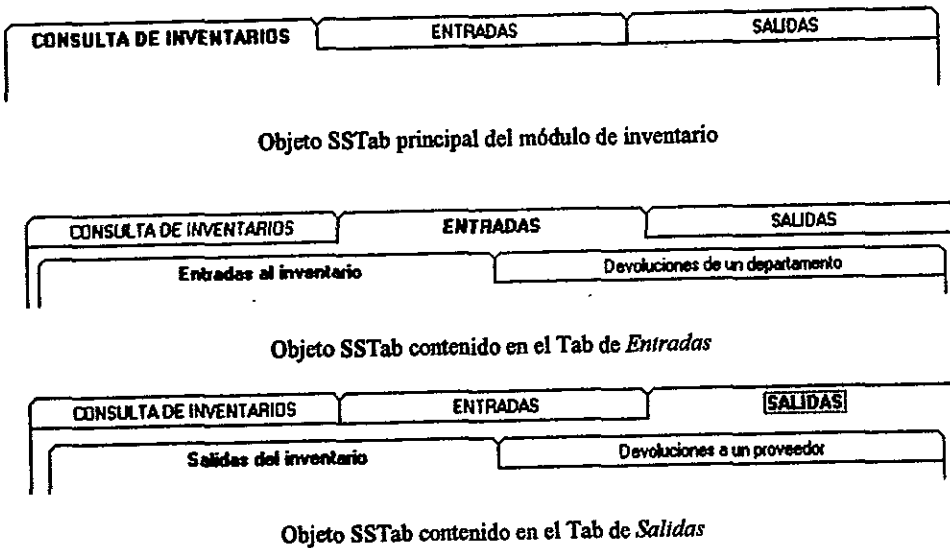 CONSULTA DE INVENTARIOS ENTRADAS SALIDAS
Objeto SSTab principal del módulo de inventario
CONSULTA DE INVENTARIOS ENTRADAS SALIDAS
Entradas al inventario Devoluciones de un departamento
Objeto SSTab contenido en el Tab de Entradas
CONSULTA DE INVENTARIOS ENTRADAS SALIDAS
Salidas del inventario Devoluciones a un proveedor
Objeto SSTab contenido en el Tab de Salidas